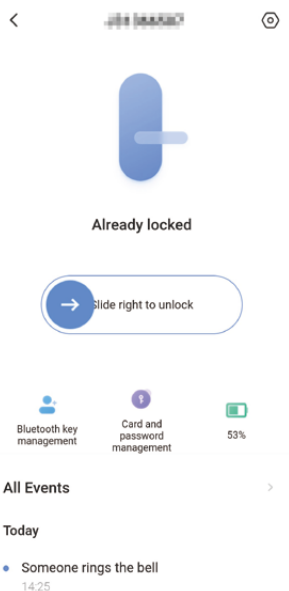 Already locked
Slide right to unlock
Bluetooth key
management
Card and
password
management
53%
All Events
Today
Someone rings the bell
14:25